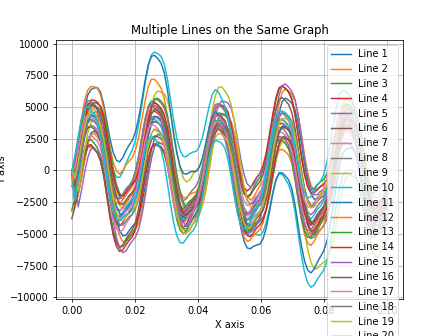 Multiple Lines on the Same Graph
10000
7500
5000
2500
0
−2500
−5000
−7500
−10000
0.00
0.02
0.04
0.06
X axis
axis
Line 1
Line 2
Line 3
Line 4
Line 5
Line 6
Line 7
Line 8
Line 9
Line 10
Line 11
Line 12
Line 13
Line 14
Line 15
Line 16
Line 17
Line 18
Line 19
Line 20